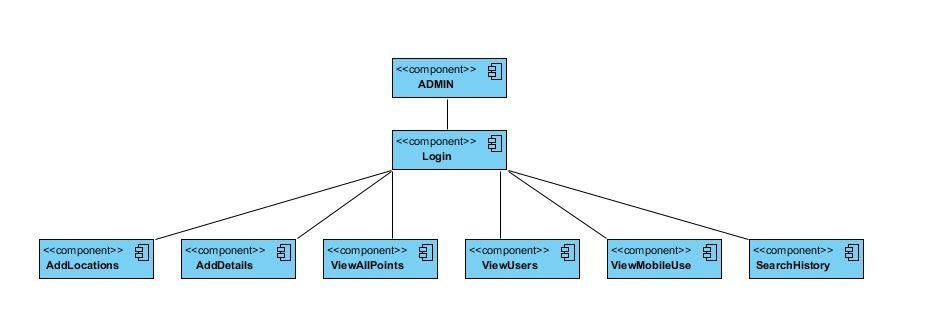 <<component>>
ADMIN
<<component>>
Login
<<component>>
AddLocations
<<component>>
AddDetails
<<component>>
ViewAllPoints
<<component>>
ViewUsers
<<component>>
ViewMobileUse
<<component>>
SearchHistory